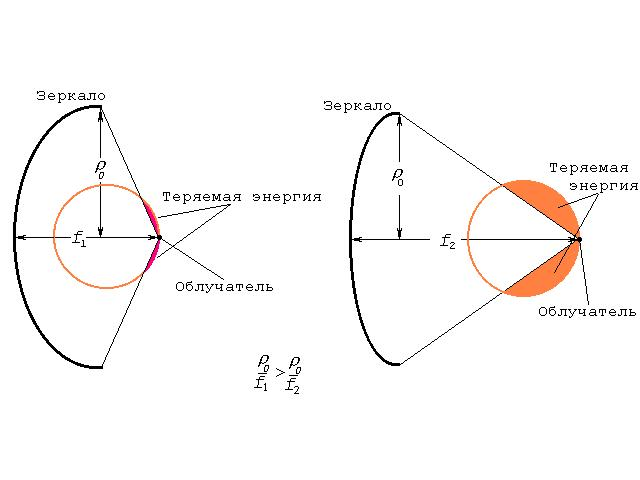 Зеркало
ρ₀
f₁
Теряемая энергия
Облучатель
Зеркало
ρ₀
f₂
Теряемая
энергия
Облучатель
ρ₀/f₁ > ρ₀/f₂